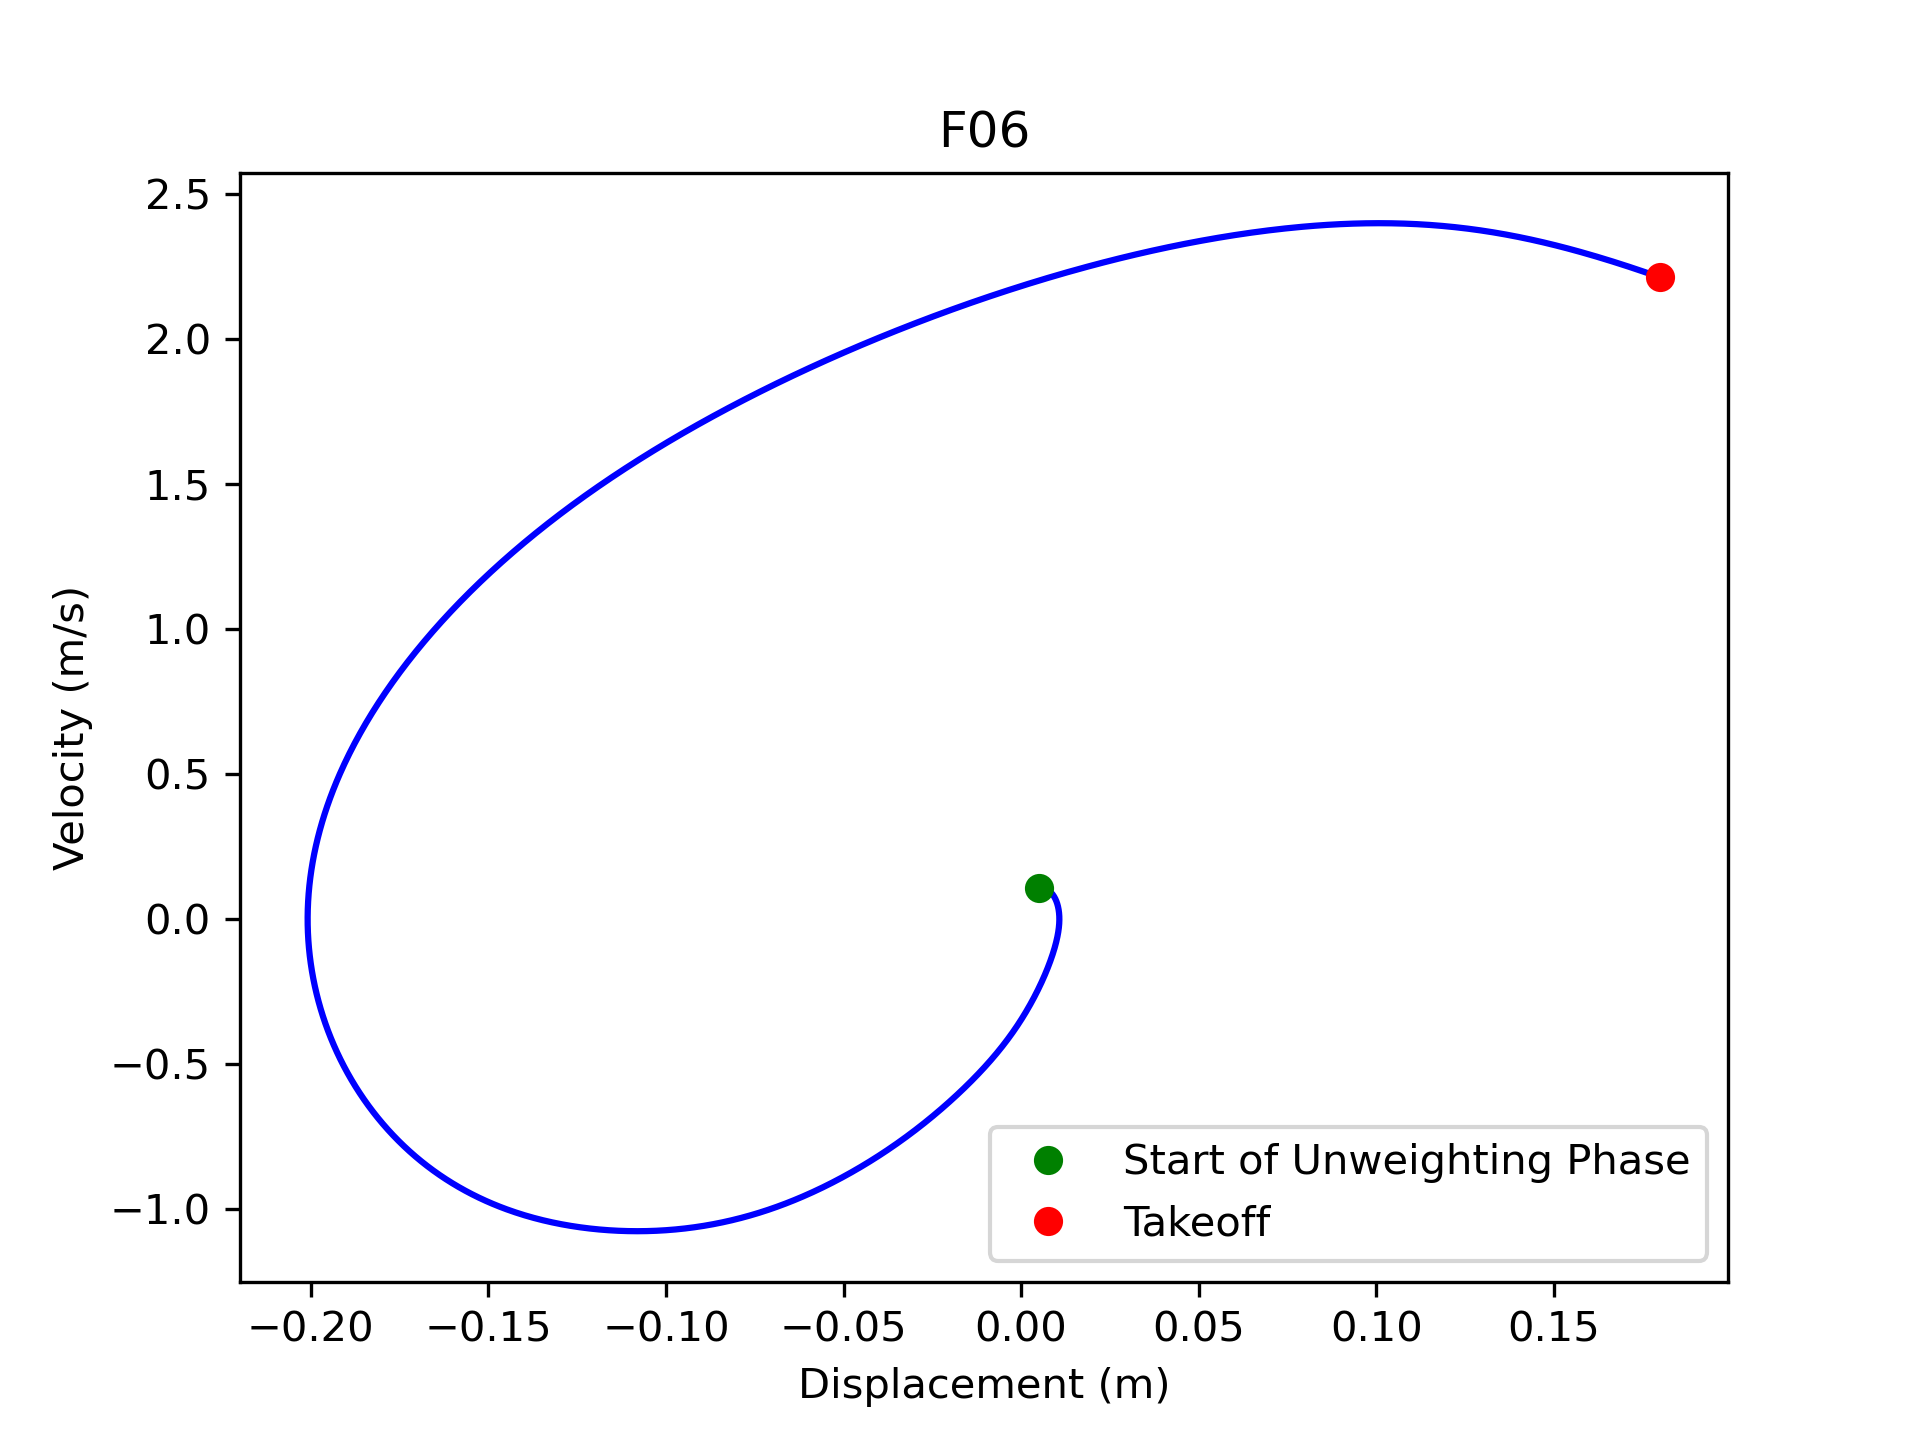 F06
2.5
2.0
1.5
1.0
0.5
0.0
−0.5
−1.0
Velocity (m/s)
Start of Unweighting Phase
Takeoff
−0.20 −0.15 −0.10 −0.05 0.00 0.05 0.10 0.15
Displacement (m)